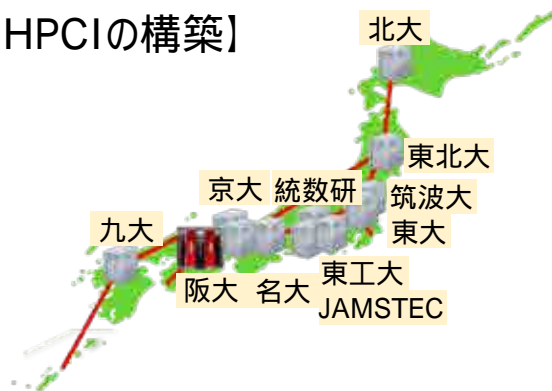 HPCIの構築】
北大
東北大
京大 統数研
筑波大
九大
東大
阪大 名大 東工大
JAMSTEC